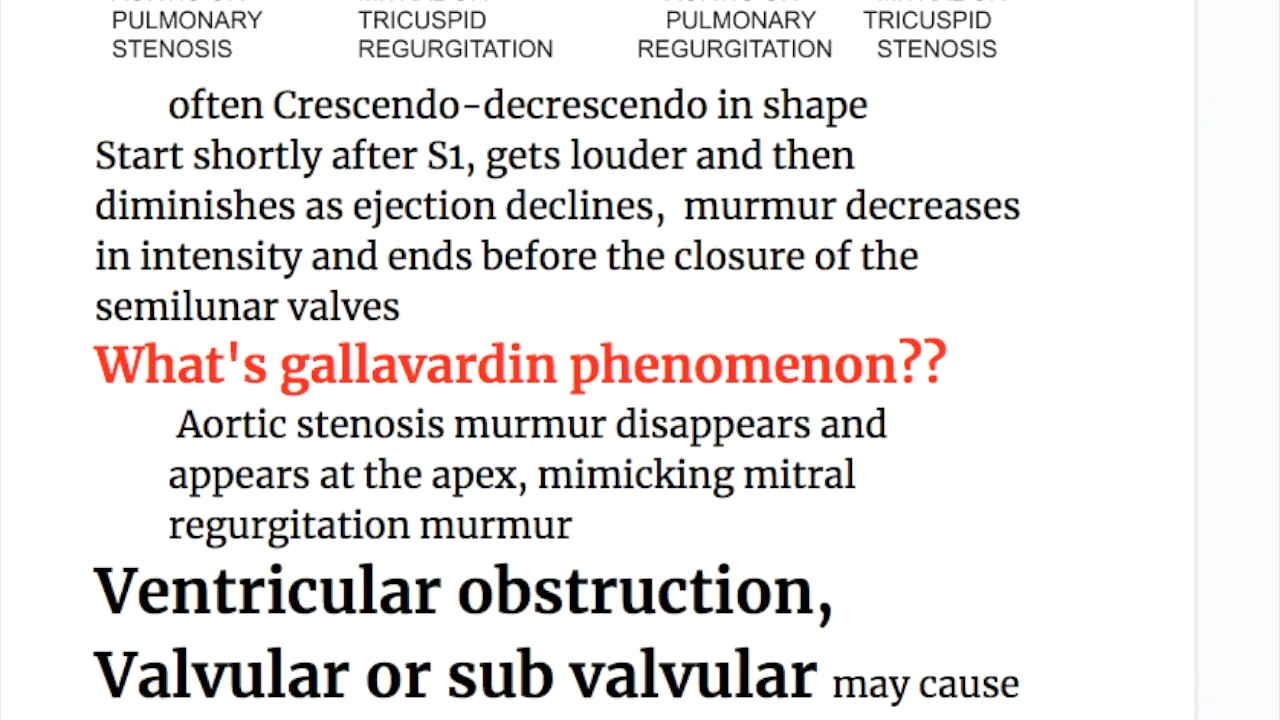 PULMONARY TRICUSPID PULMONARY TRICUSPID
STENOSIS REGURGITATION REGURGITATION STENOSIS
often Crescendo-decrescendo in shape
Start shortly after S1, gets louder and then
diminishes as ejection declines, murmur decreases
in intensity and ends before the closure of the
semilunar valves
What's gallavardin phenomenon??
Aortic stenosis murmur disappears and
appears at the apex, mimicking mitral
regurgitation murmur
Ventricular obstruction,
Valvular or sub valvular may cause